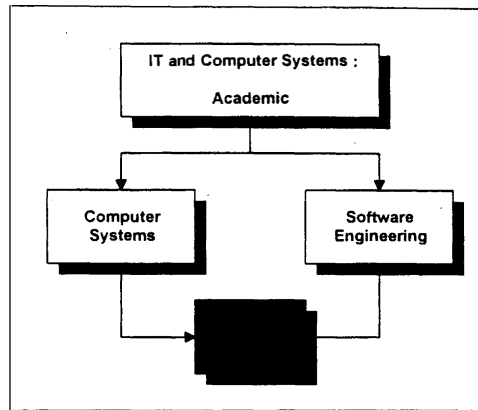 IT and Computer Systems :
Academic
Computer
Systems
Software
Engineering